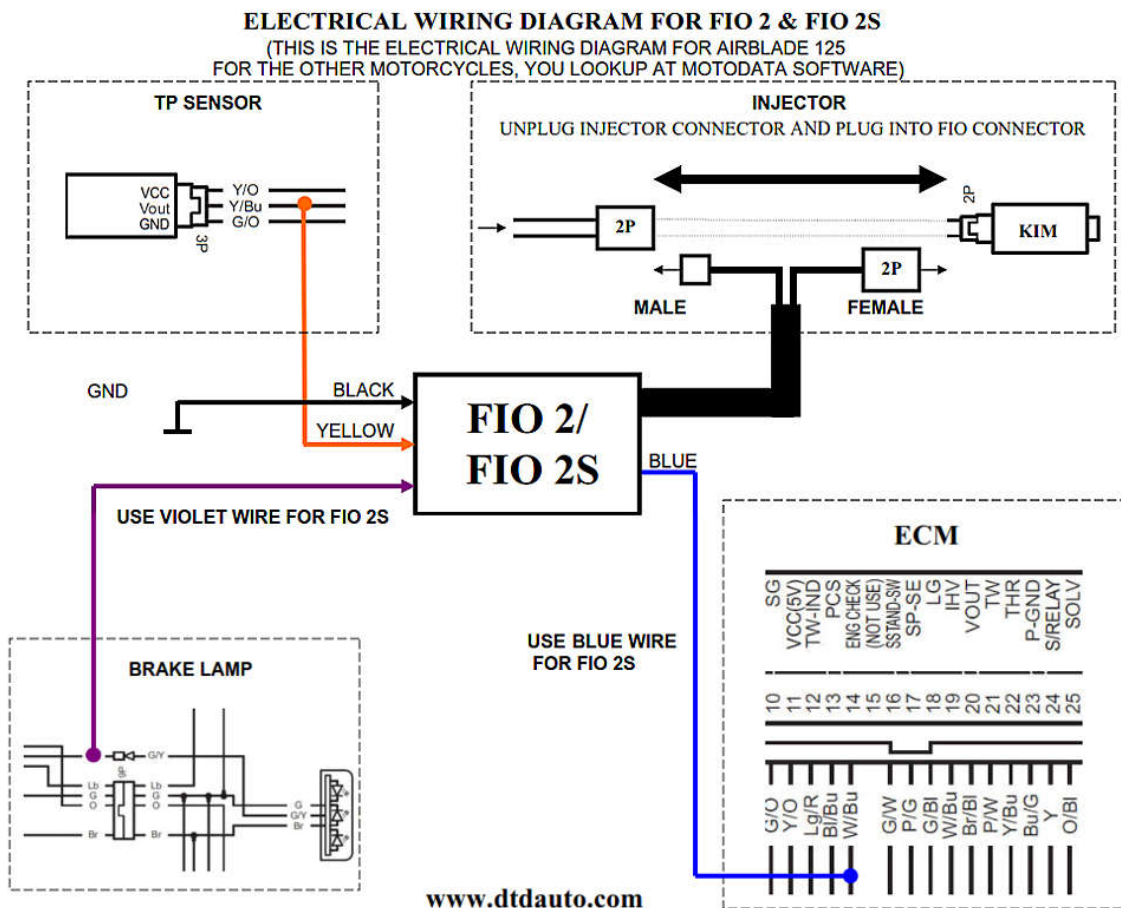 ELECTRICAL WIRING DIAGRAM FOR FIO 2 & FIO 2S
(THIS IS THE ELECTRICAL WIRING DIAGRAM FOR AIRBLADE 125
FOR THE OTHER MOTORCYCLES, YOU LOOKUP AT MOTODATA SOFTWARE)
TP SENSOR
VCC
Vout
GND
3P
Y/O
Y/Bu
G/O
INJECTOR
UNPLUG INJECTOR CONNECTOR AND PLUG INTO FIO CONNECTOR
2P
2P
KIM
2P
MALE
FEMALE
GND
BLACK
YELLOW
FIO 2/
FIO 2S
BLUE
USE VIOLET WIRE FOR FIO 2S
USE BLUE WIRE
FOR FIO 2S
BRAKE LAMP
G/Y
9P
Lb
G
O
Br
Lb
G
O
Br
G
G/Y
Br
ECM
SG
VCC(5V)
TW-IND
PCS
ENG CHECK
(NOT USE)
SSTAND-SW
SP-SE
LG
IHV
VOUT
TW
THR
P-GND
S/RELAY
SOLV
10
11
12
13
14
15
16
17
18
19
20
21
22
23
24
25
G/O
Y/O
Lg/R
Bl/Bu
W/Bu
G/W
P/G
G/Bl
W/Bu
Br/Bl
P/W
Y/Bu
Bu/G
Y
O/Bl
www.dtdauto.com